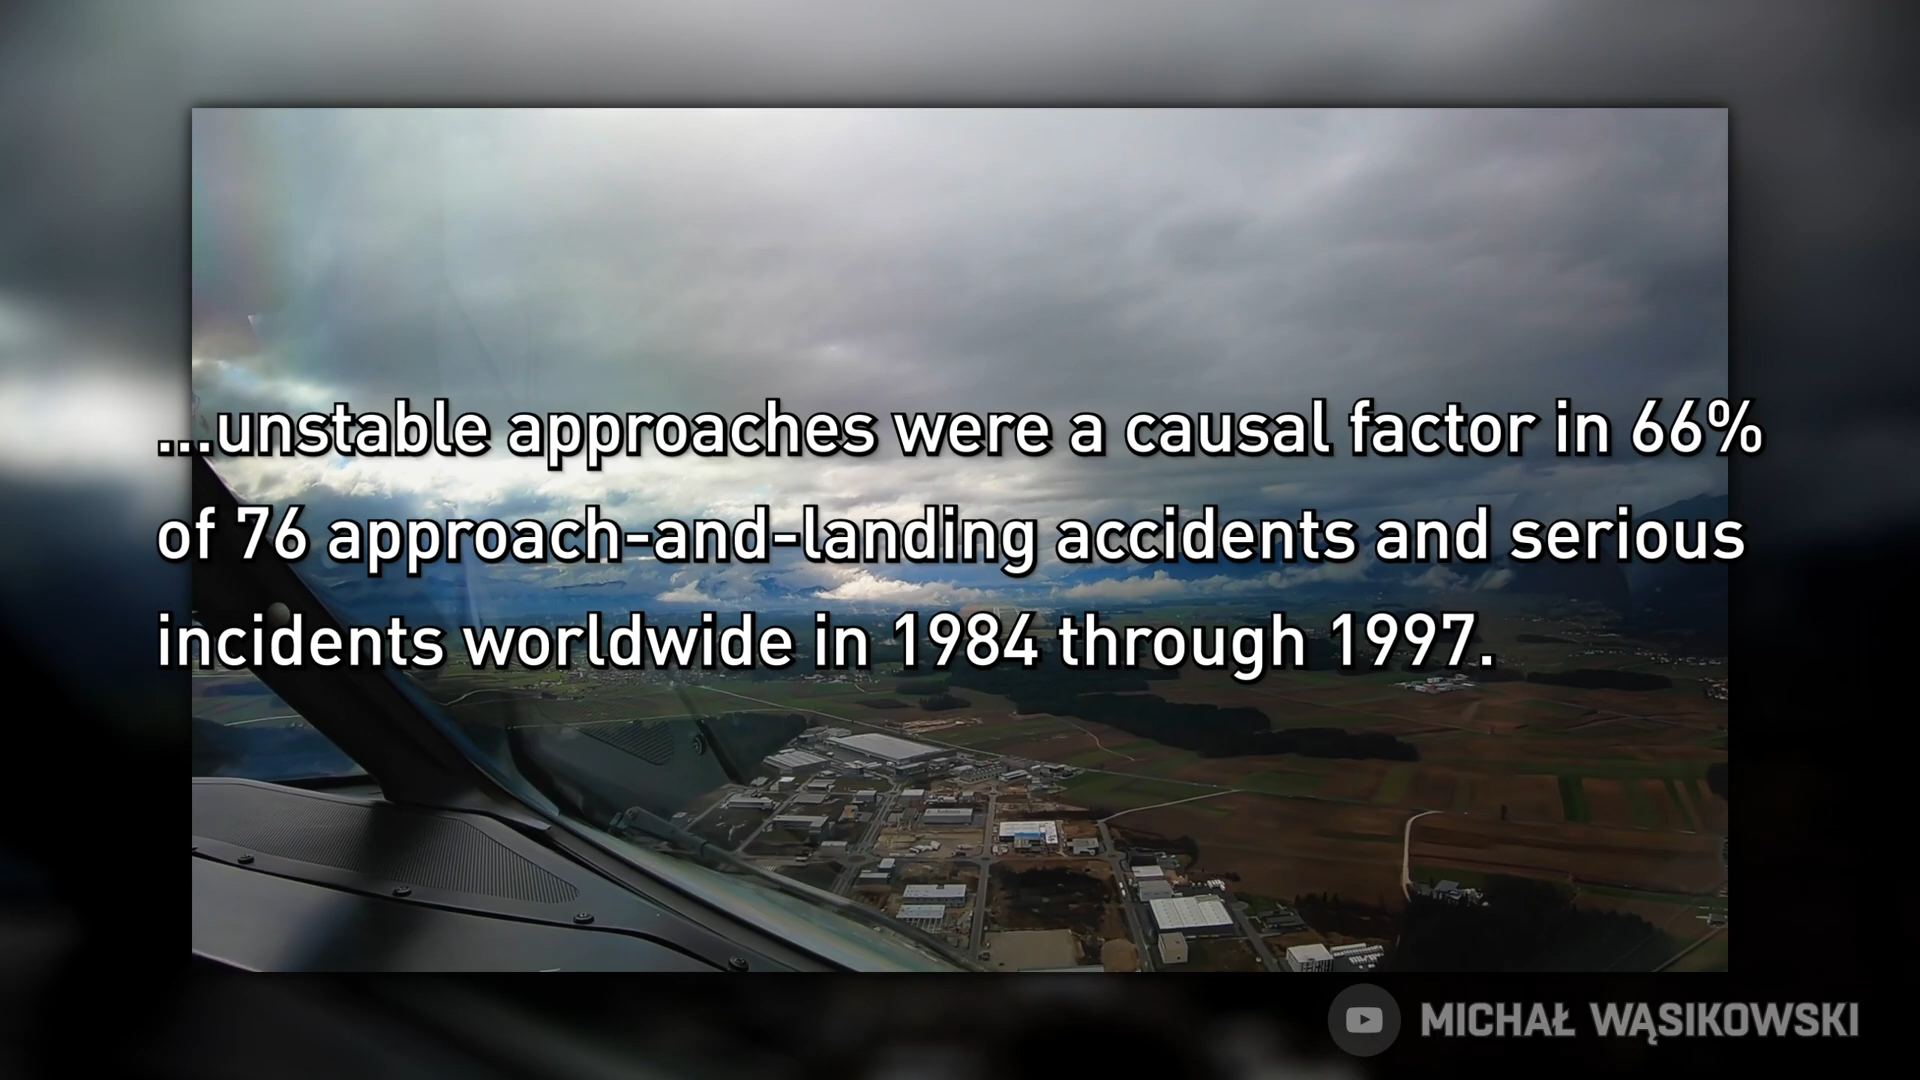 ...unstable approaches were a causal factor in 66%
of 76 approach-and-landing accidents and serious
incidents worldwide in 1984 through 1997.
MICHAŁ WĄSIKOWSKI